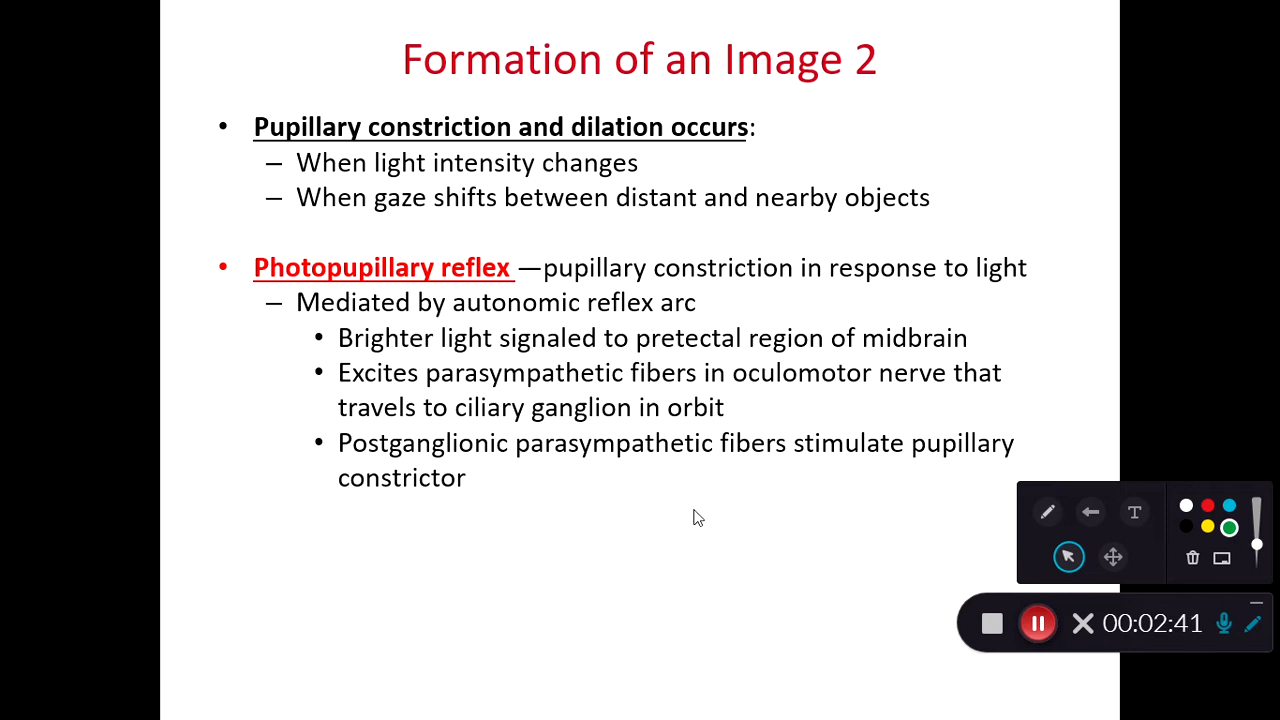 Formation of an Image 2
• Pupillary constriction and dilation occurs:
– When light intensity changes
– When gaze shifts between distant and nearby objects
• Photopupillary reflex —pupillary constriction in response to light
– Mediated by autonomic reflex arc
• Brighter light signaled to pretectal region of midbrain
• Excites parasympathetic fibers in oculomotor nerve that
travels to ciliary ganglion in orbit
• Postganglionic parasympathetic fibers stimulate pupillary
constrictor
T
00:02:41